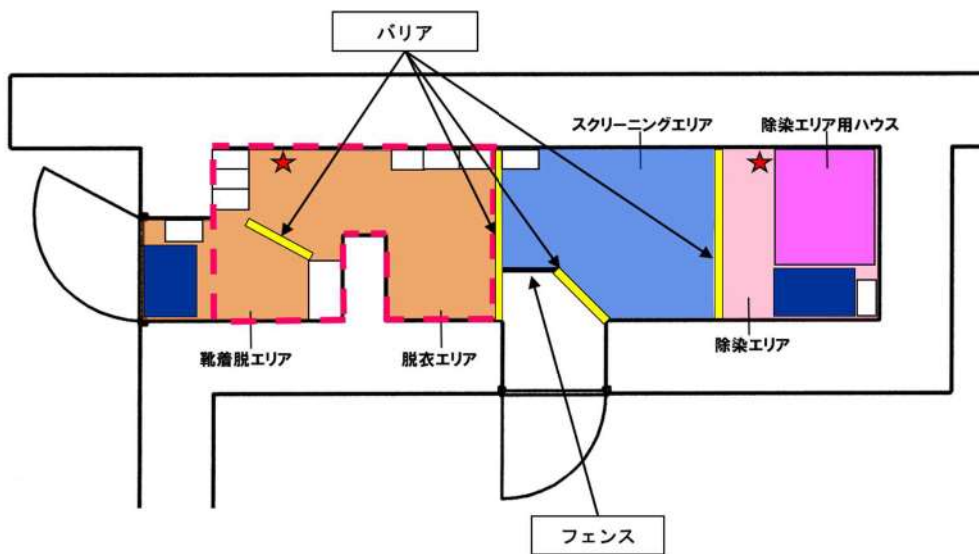 バリア
スクリーニングエリア
除染エリア用ハウス
靴着脱エリア
脱衣エリア
除染エリア
フェンス